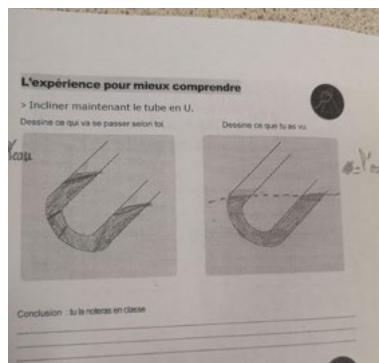 L'expérience pour mieux comprendre
> Incliner maintenant le tube en U.
Dessine ce qui va se passer selon toi.
Dessine ce que tu as vu.
Conclusion : tu la noteras en classe